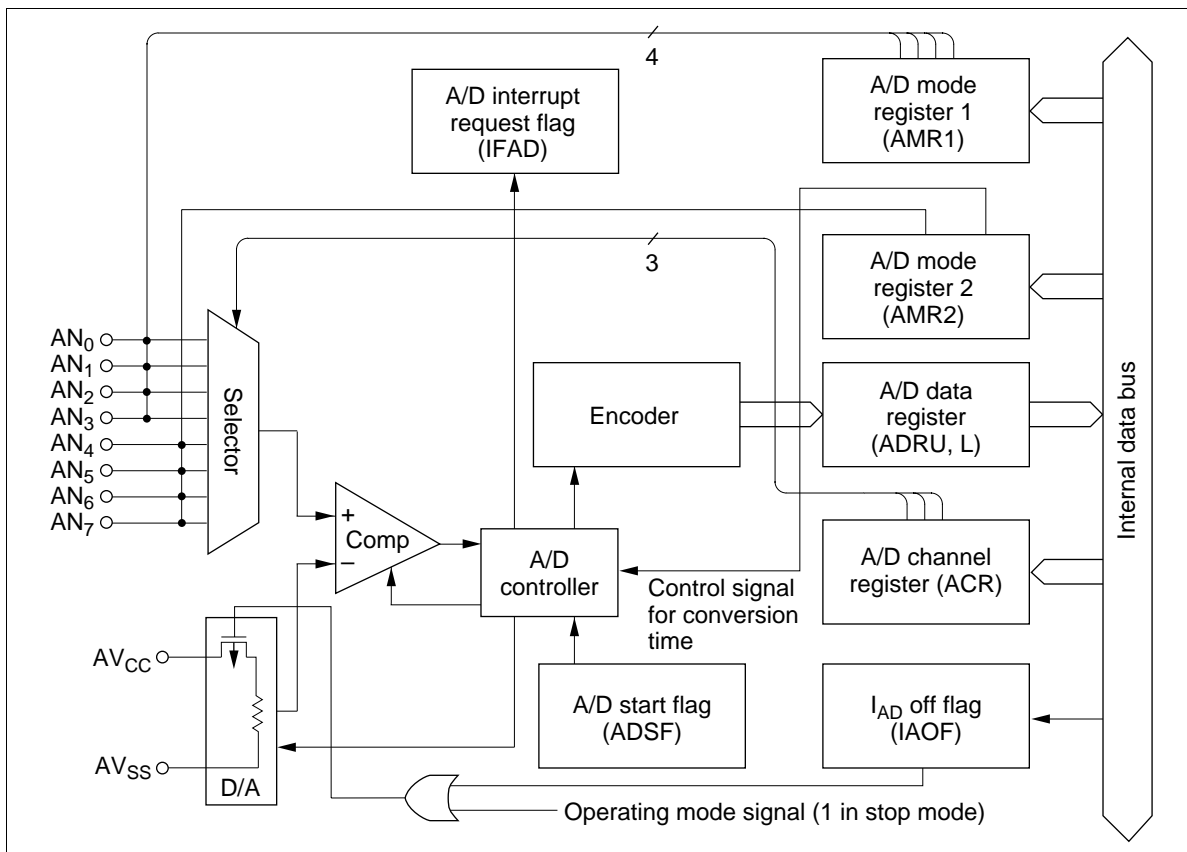 4
A/D interrupt
request flag
(IFAD)
A/D mode
register 1
(AMR1)
3
A/D mode
register 2
(AMR2)
AN0
AN1
AN2
AN3
AN4
AN5
AN6
AN7
Selector
Encoder
A/D data
register
(ADRU, L)
Internal data bus
+
Comp
−
A/D
controller
Control signal
for conversion
time
A/D channel
register (ACR)
AVCC
AVSS
D/A
A/D start flag
(ADSF)
IAD off flag
(IAOF)
Operating mode signal (1 in stop mode)